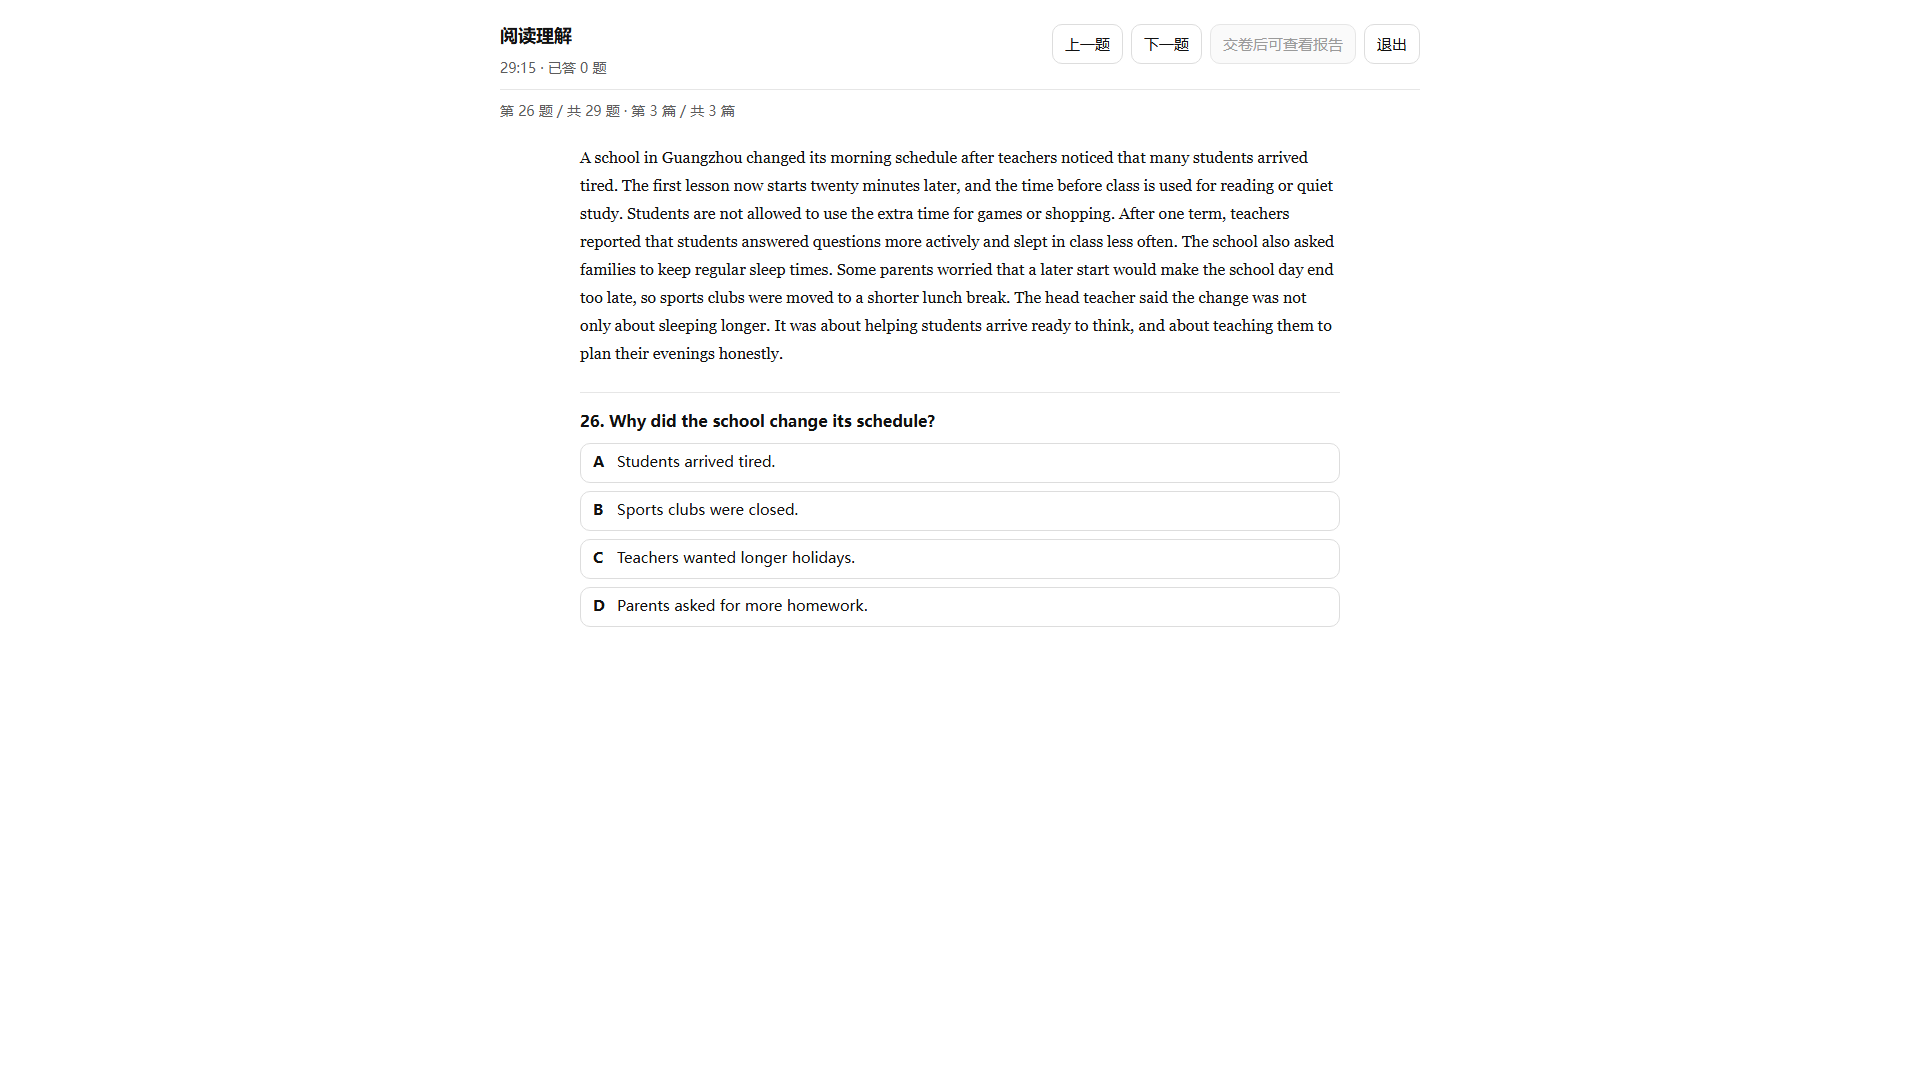 阅读理解
29:15 · 已答 0 题
上一题
下一题
交卷后可查看报告
退出
第 26 题 / 共 29 题 · 第 3 篇 / 共 3 篇
A school in Guangzhou changed its morning schedule after teachers noticed that many students arrived
tired. The first lesson now starts twenty minutes later, and the time before class is used for reading or quiet
study. Students are not allowed to use the extra time for games or shopping. After one term, teachers
reported that students answered questions more actively and slept in class less often. The school also asked
families to keep regular sleep times. Some parents worried that a later start would make the school day end
too late, so sports clubs were moved to a shorter lunch break. The head teacher said the change was not
only about sleeping longer. It was about helping students arrive ready to think, and about teaching them to
plan their evenings honestly.
26. Why did the school change its schedule?
A Students arrived tired.
B Sports clubs were closed.
C Teachers wanted longer holidays.
D Parents asked for more homework.